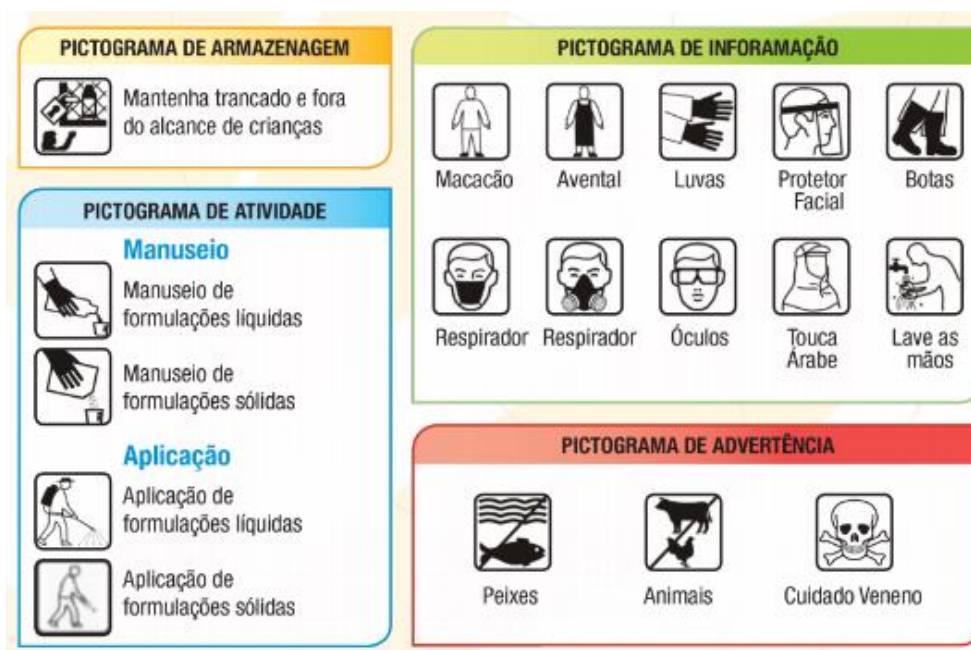 PICTOGRAMA DE ARMAZENAGEM
Mantenha trancado e fora
do alcance de crianças
PICTOGRAMA DE ATIVIDADE
Manuseio
Manuseio de
formulações líquidas
Manuseio de
formulações sólidas
Aplicação
Aplicação de
formulações líquidas
Aplicação de
formulações sólidas
PICTOGRAMA DE INFORAMAÇÃO
Macacão Avental Luvas Protetor Botas
Facial
Respirador Respirador Óculos Touca Lave as
Árabe mãos
PICTOGRAMA DE ADVERTÊNCIA
Peixes Animais Cuidado Veneno